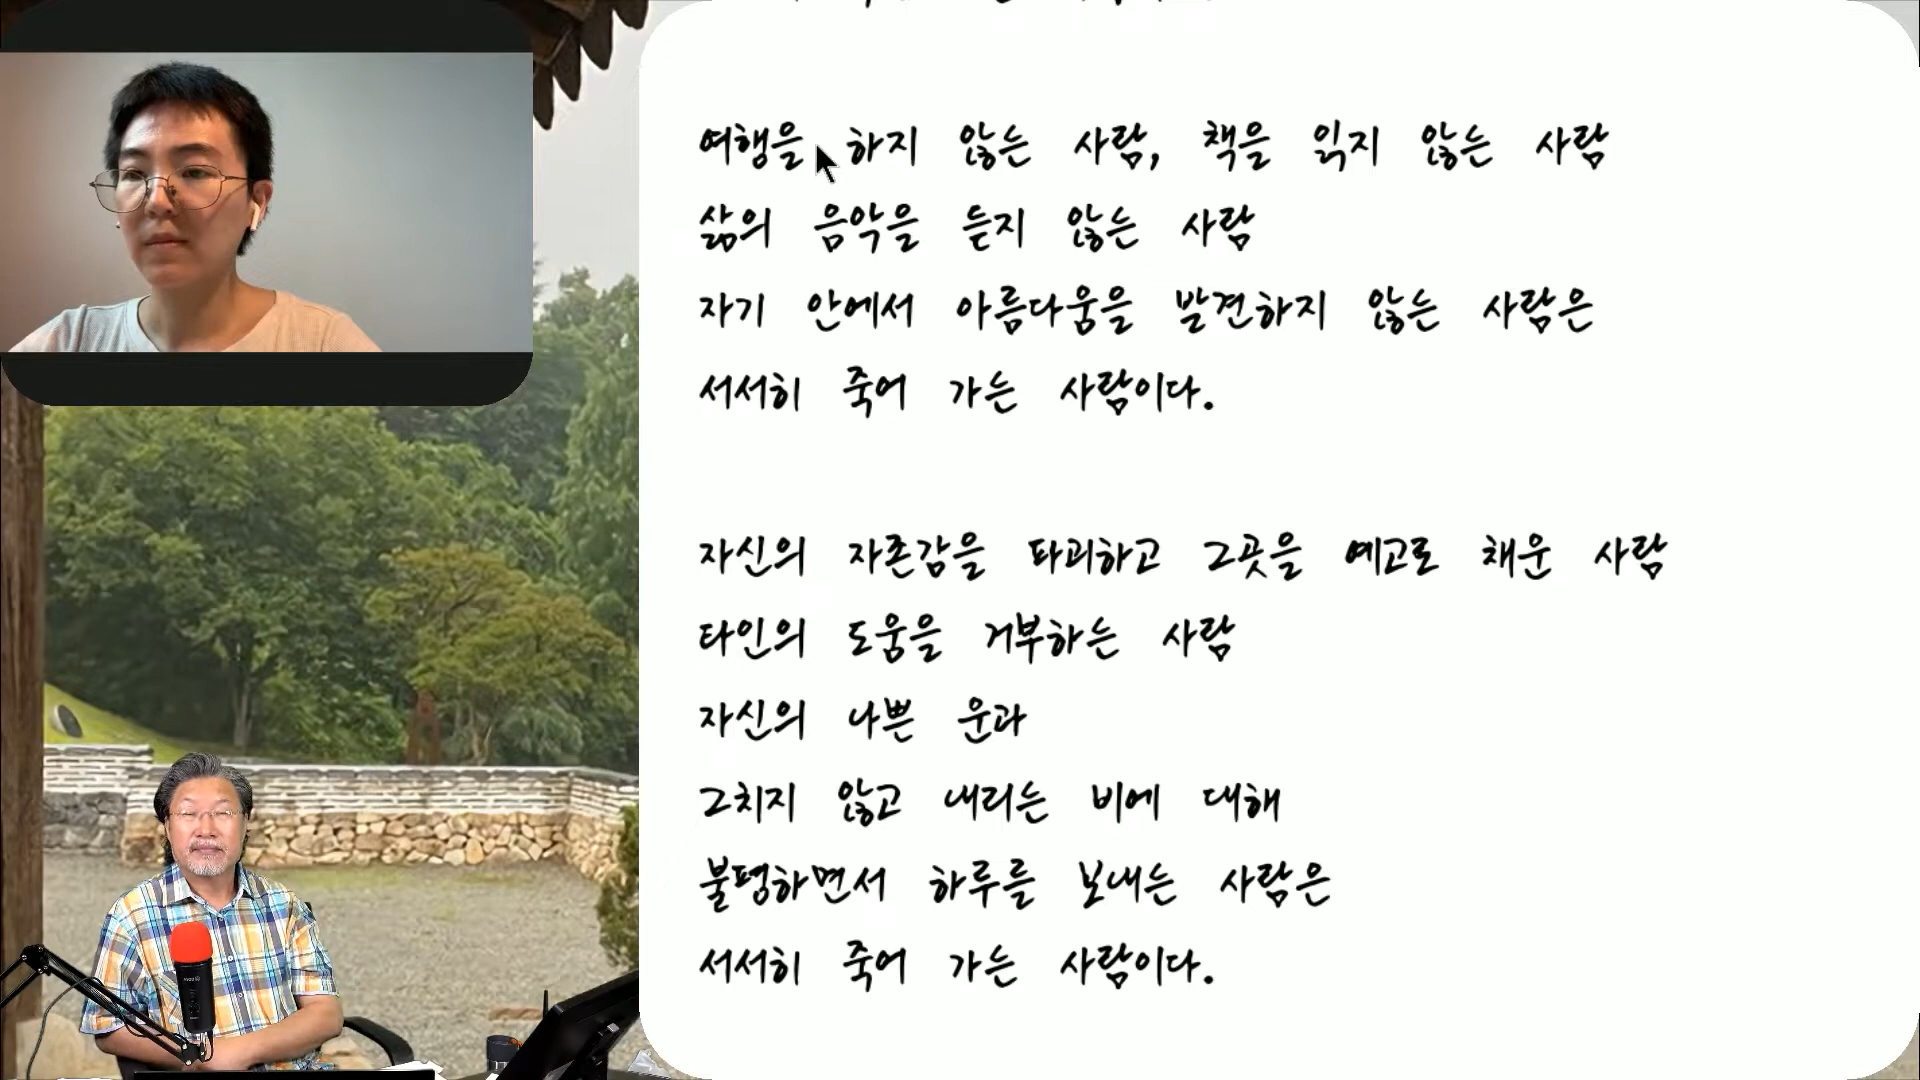 여행을 하지 않는 사람, 책을 읽지 않는 사람
삶의 음악을 듣지 않는 사람
자기 안에서 아름다움을 발견하지 않는 사람은
서서히 죽어 가는 사람이다.
자신의 자존감을 파괴하고 그곳을 에고로 채운 사람
타인의 도움을 거부하는 사람
자신의 나쁜 운과
그치지 않고 내리는 비에 대해
불평하면서 하루를 보내는 사람은
서서히 죽어 가는 사람이다.